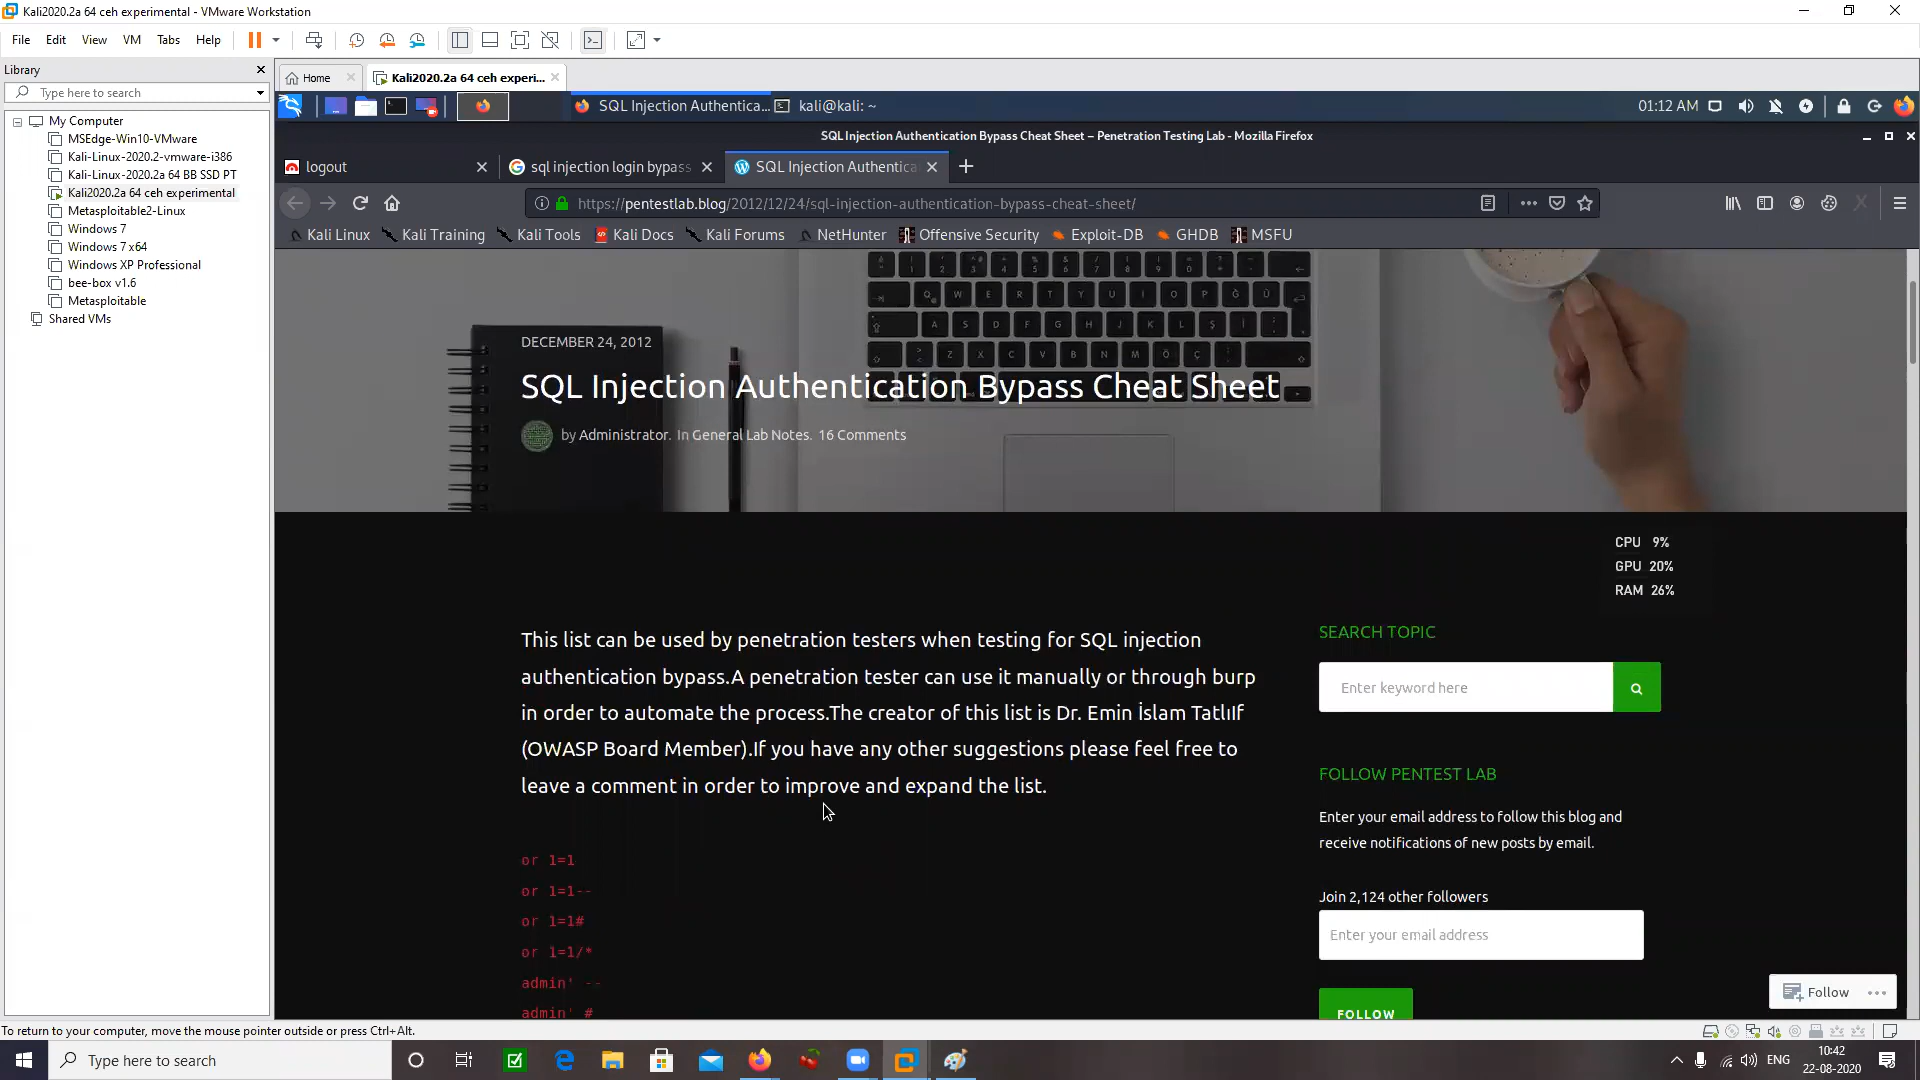 Kali2020.2a 64 ceh experimental - VMware Workstation
File Edit View VM Tabs Help
Library
Type here to search
My Computer
MSEdge-Win10-VMware
Kali-Linux-2020.2-vmware-i386
Kali-Linux-2020.2a 64 BB SSD PT
Kali2020.2a 64 ceh experimental
Metasploitable2-Linux
Windows 7
Windows 7 x64
Windows XP Professional
bee-box v1.6
Metasploitable
Shared VMs
Home Kali2020.2a 64 ceh experi...
SQL Injection Authentica... kali@kali: ~ 01:12 AM
SQL Injection Authentication Bypass Cheat Sheet – Penetration Testing Lab - Mozilla Firefox
logout sql injection login bypass SQL Injection Authentica
https://pentestlab.blog/2012/12/24/sql-injection-authentication-bypass-cheat-sheet/
Kali Linux Kali Training Kali Tools Kali Docs Kali Forums NetHunter Offensive Security Exploit-DB GHDB MSFU
DECEMBER 24, 2012
SQL Injection Authentication Bypass Cheat Sheet
by Administrator. In General Lab Notes. 16 Comments
CPU 9%
GPU 20%
RAM 26%
This list can be used by penetration testers when testing for SQL injection
authentication bypass.A penetration tester can use it manually or through burp
in order to automate the process.The creator of this list is Dr. Emin İslam TatlıIf
(OWASP Board Member).If you have any other suggestions please feel free to
leave a comment in order to improve and expand the list.
or 1=1
or 1=1--
or 1=1#
or 1=1/*
admin' --
admin' #
SEARCH TOPIC
Enter keyword here
FOLLOW PENTEST LAB
Enter your email address to follow this blog and
receive notifications of new posts by email.
Join 2,124 other followers
Enter your email address
FOLLOW
Follow
To return to your computer, move the mouse pointer outside or press Ctrl+Alt.
Type here to search
ENG
10:42
22-08-2020